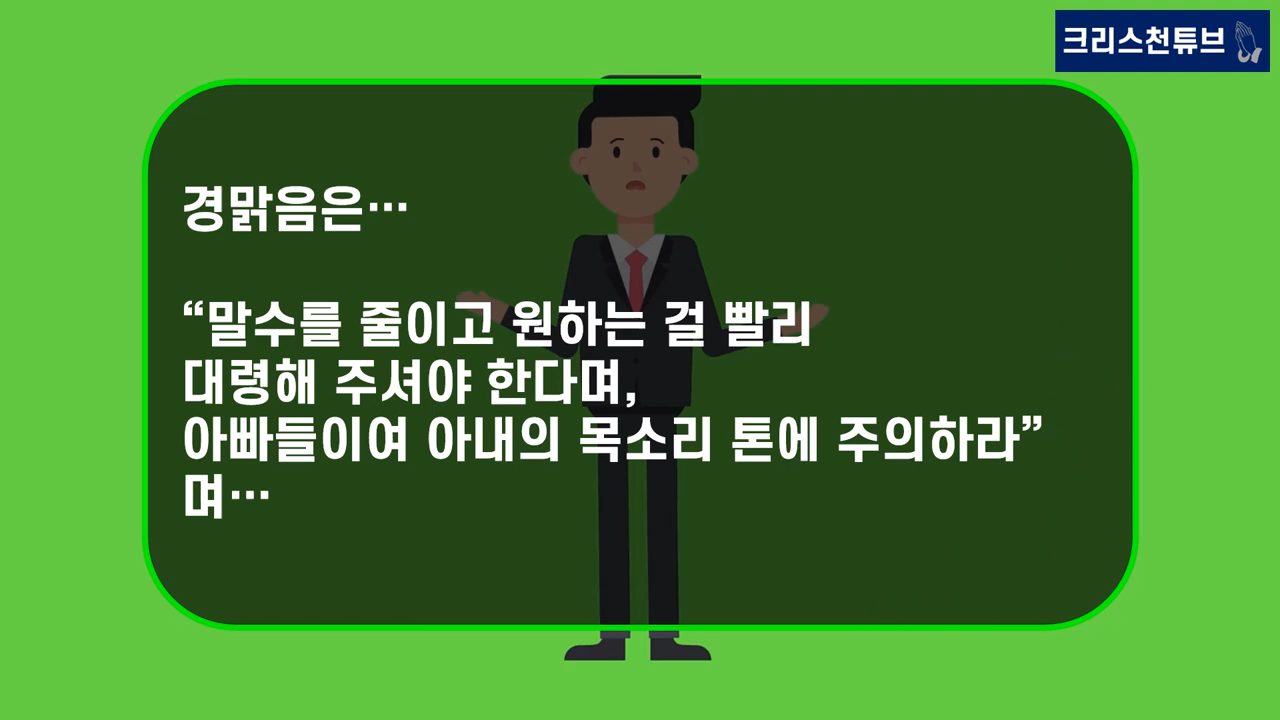 크리스천튜브
경맑음은…
“말수를 줄이고 원하는 걸 빨리
대령해 주셔야 한다며,
아빠들이여 아내의 목소리 톤에 주의하라”
며…